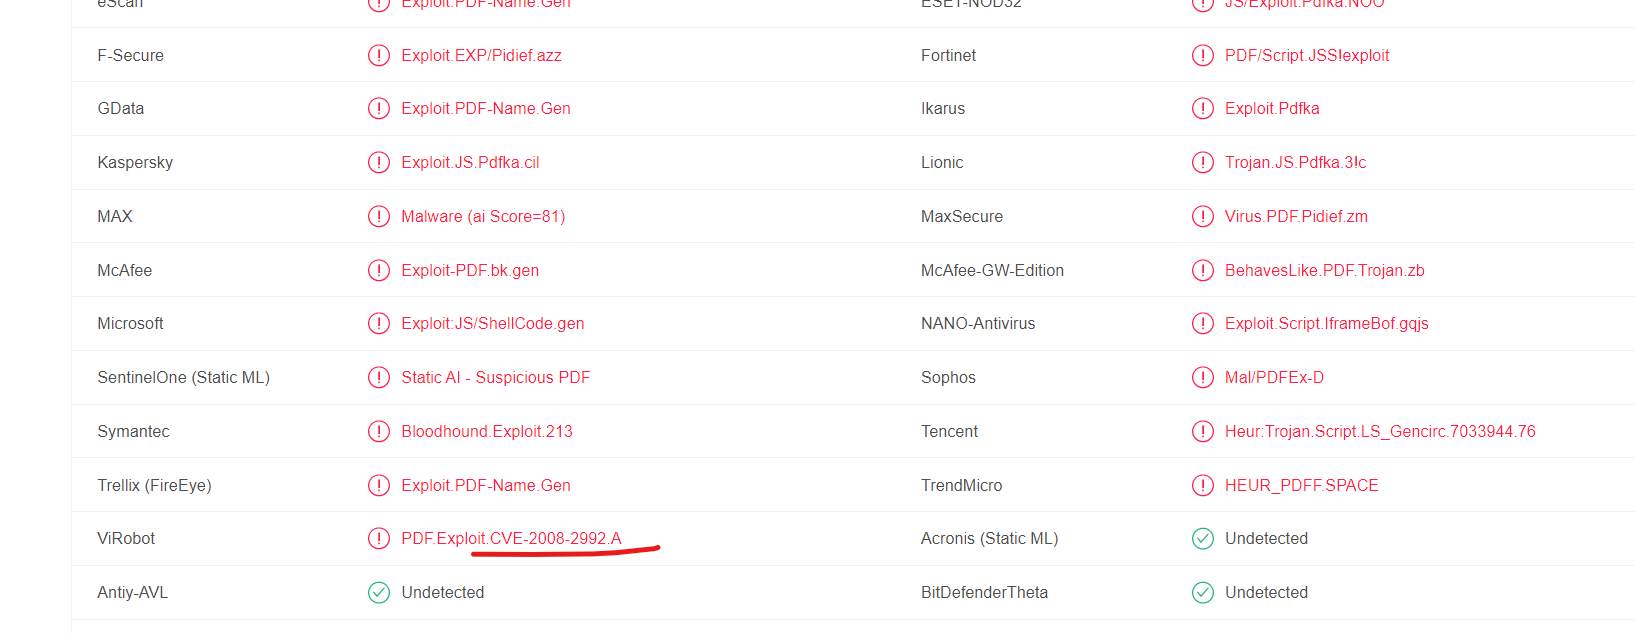 eScan Exploit.PDF-Name.Gen ESET-NOD32 JS/Exploit.Pdfka.NOO
F-Secure Exploit.EXP/Pidief.azz Fortinet PDF/Script.JSS!exploit
GData Exploit.PDF-Name.Gen Ikarus Exploit.Pdfka
Kaspersky Exploit.JS.Pdfka.cil Lionic Trojan.JS.Pdfka.3!c
MAX Malware (ai Score=81) MaxSecure Virus.PDF.Pidief.zm
McAfee Exploit-PDF.bk.gen McAfee-GW-Edition BehavesLike.PDF.Trojan.zb
Microsoft Exploit:JS/ShellCode.gen NANO-Antivirus Exploit.Script.IframeBof.gqjs
SentinelOne (Static ML) Static AI - Suspicious PDF Sophos Mal/PDFEx-D
Symantec Bloodhound.Exploit.213 Tencent Heur:Trojan.Script.LS_Gencirc.7033944.76
Trellix (FireEye) Exploit.PDF-Name.Gen TrendMicro HEUR_PDFF.SPACE
ViRobot PDF.Exploit.CVE-2008-2992.A Acronis (Static ML) Undetected
Antiy-AVL Undetected BitDefenderTheta Undetected